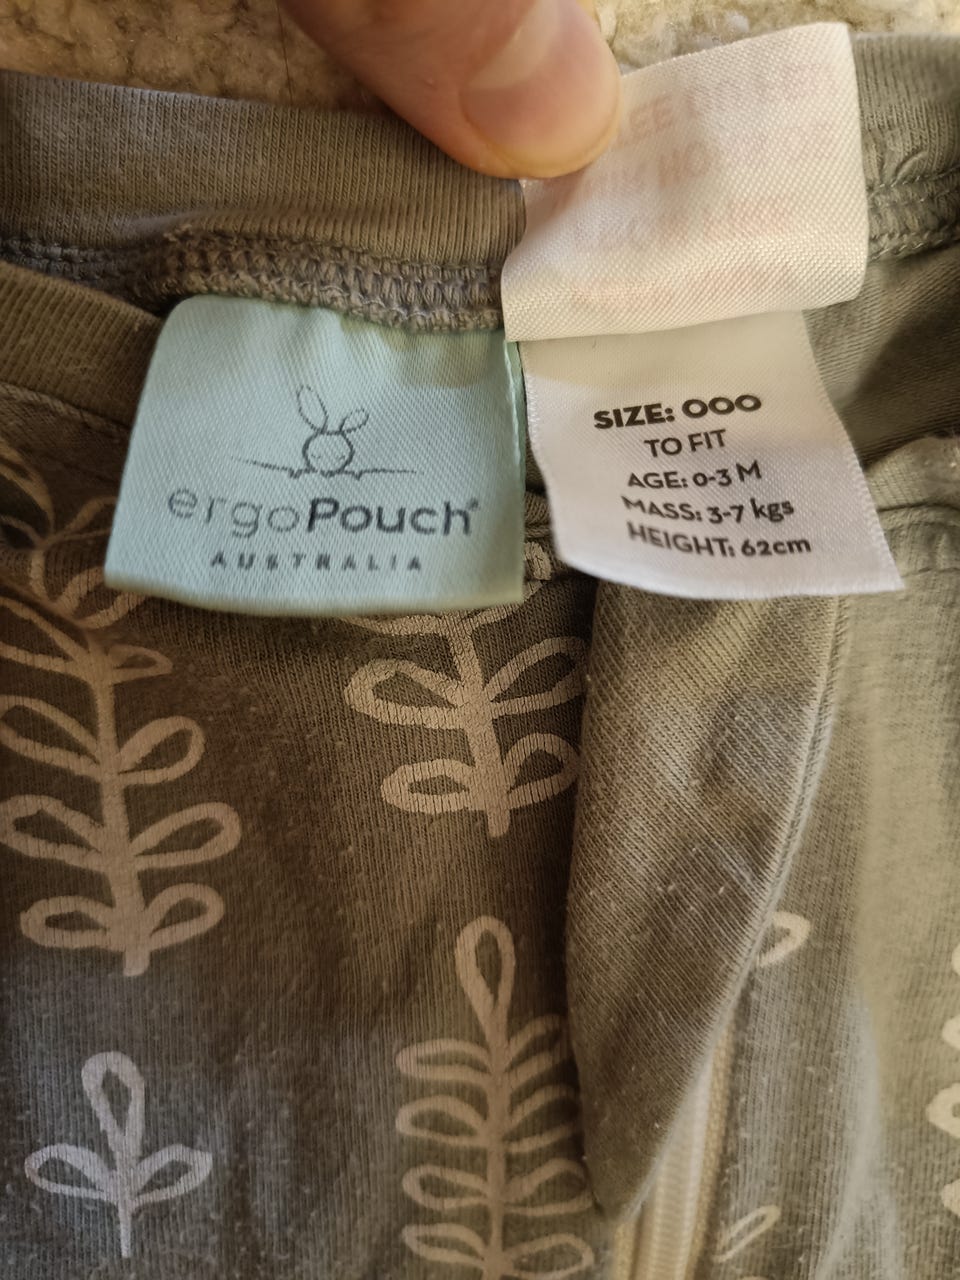 ergoPouch
AUSTRALIA
SIZE: 000
TO FIT
AGE: 0-3 M
MASS: 3-7 kgs
HEIGHT: 62cm